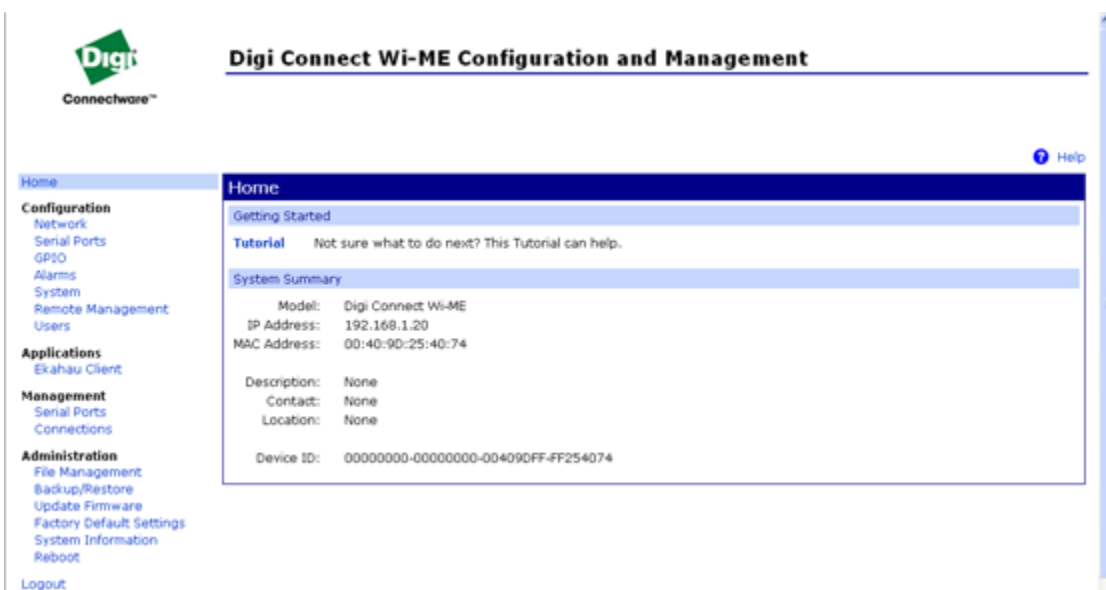 Digi
Connectware™
Digi Connect Wi-ME Configuration and Management
? Help
Home
Configuration
Network
Serial Ports
GPIO
Alarms
System
Remote Management
Users
Applications
Ekahau Client
Management
Serial Ports
Connections
Administration
File Management
Backup/Restore
Update Firmware
Factory Default Settings
System Information
Reboot
Logout
Home
Getting Started
Tutorial Not sure what to do next? This Tutorial can help.
System Summary
Model: Digi Connect Wi-ME
IP Address: 192.168.1.20
MAC Address: 00:40:9D:25:40:74
Description: None
Contact: None
Location: None
Device ID: 00000000-00000000-00409DFF-FF254074